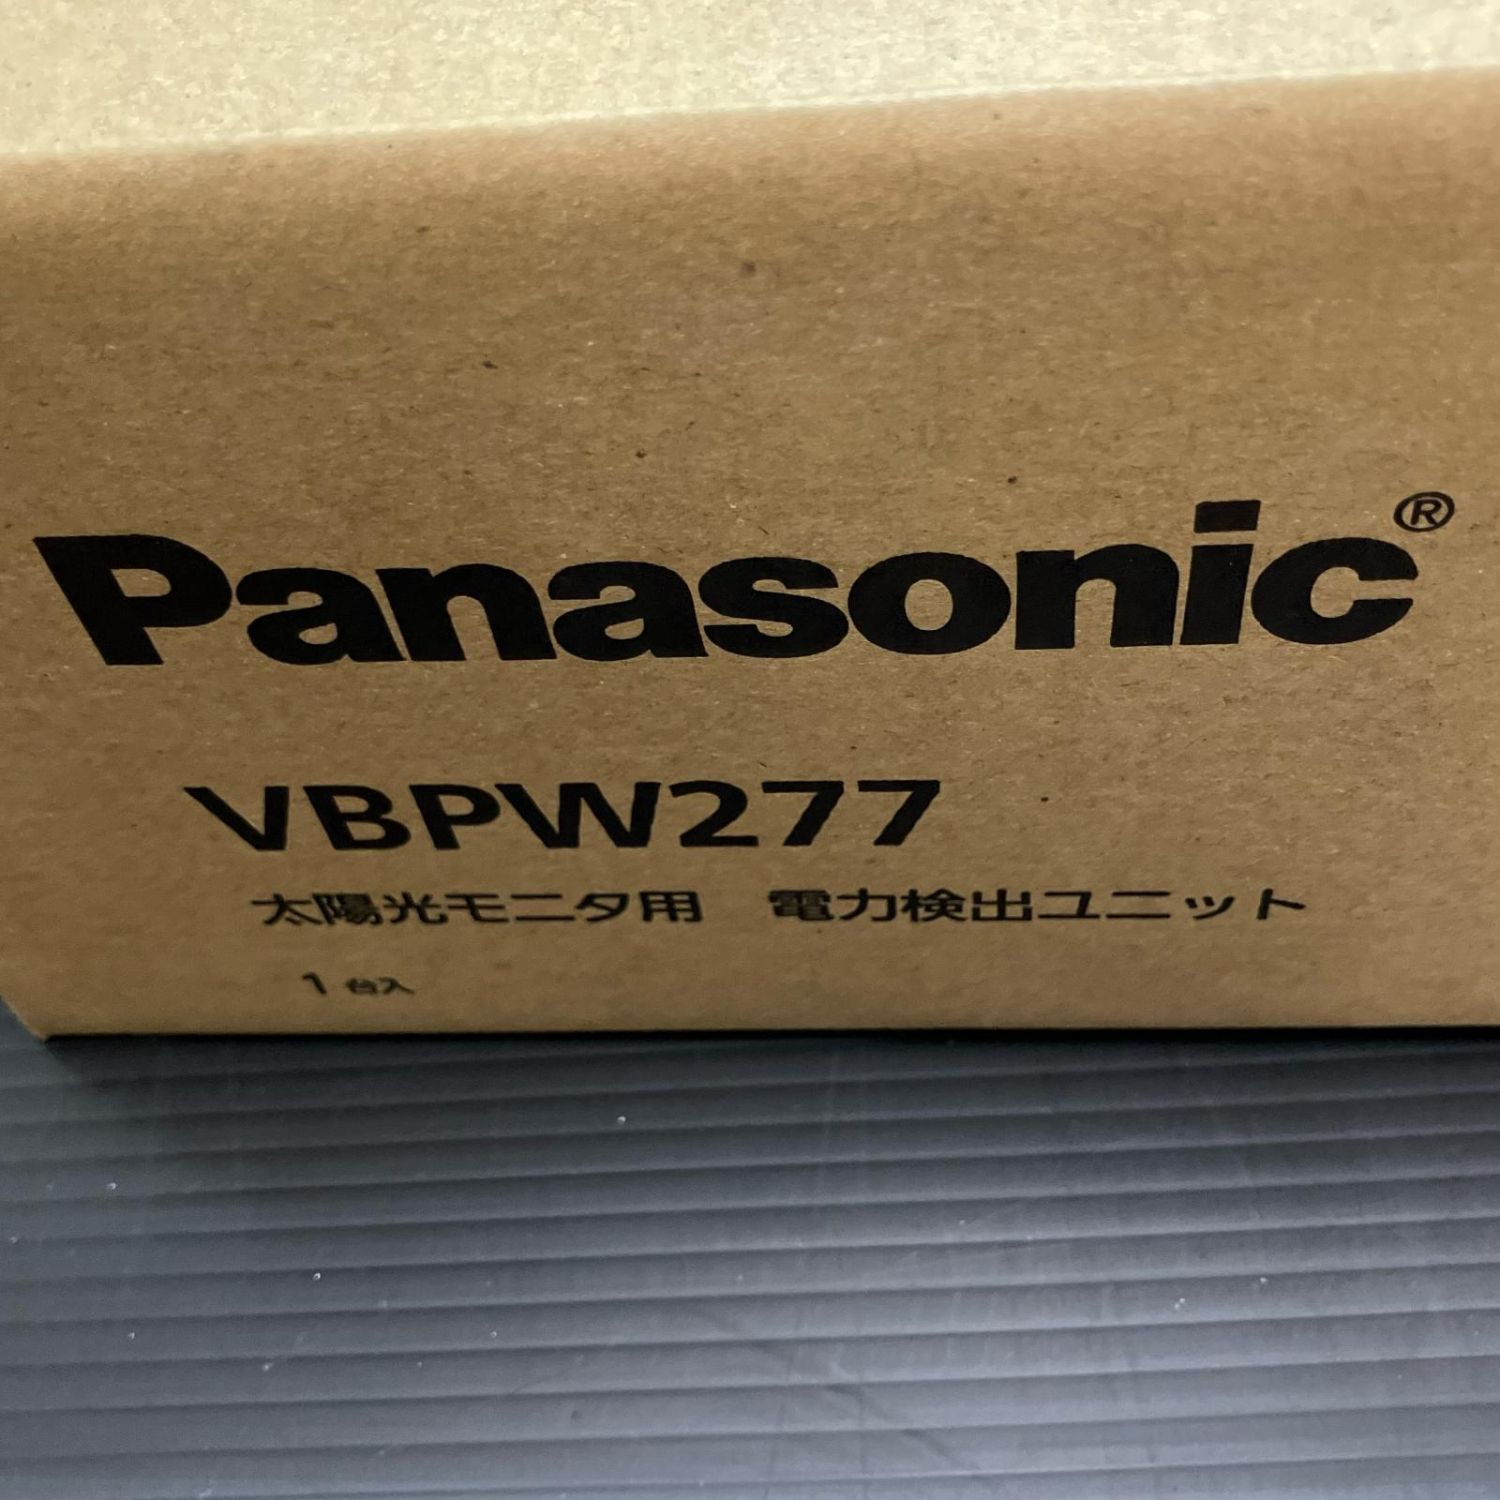 Panasonic®
VBPW277
太陽光モニタ用 電力検出ユニット
1台入